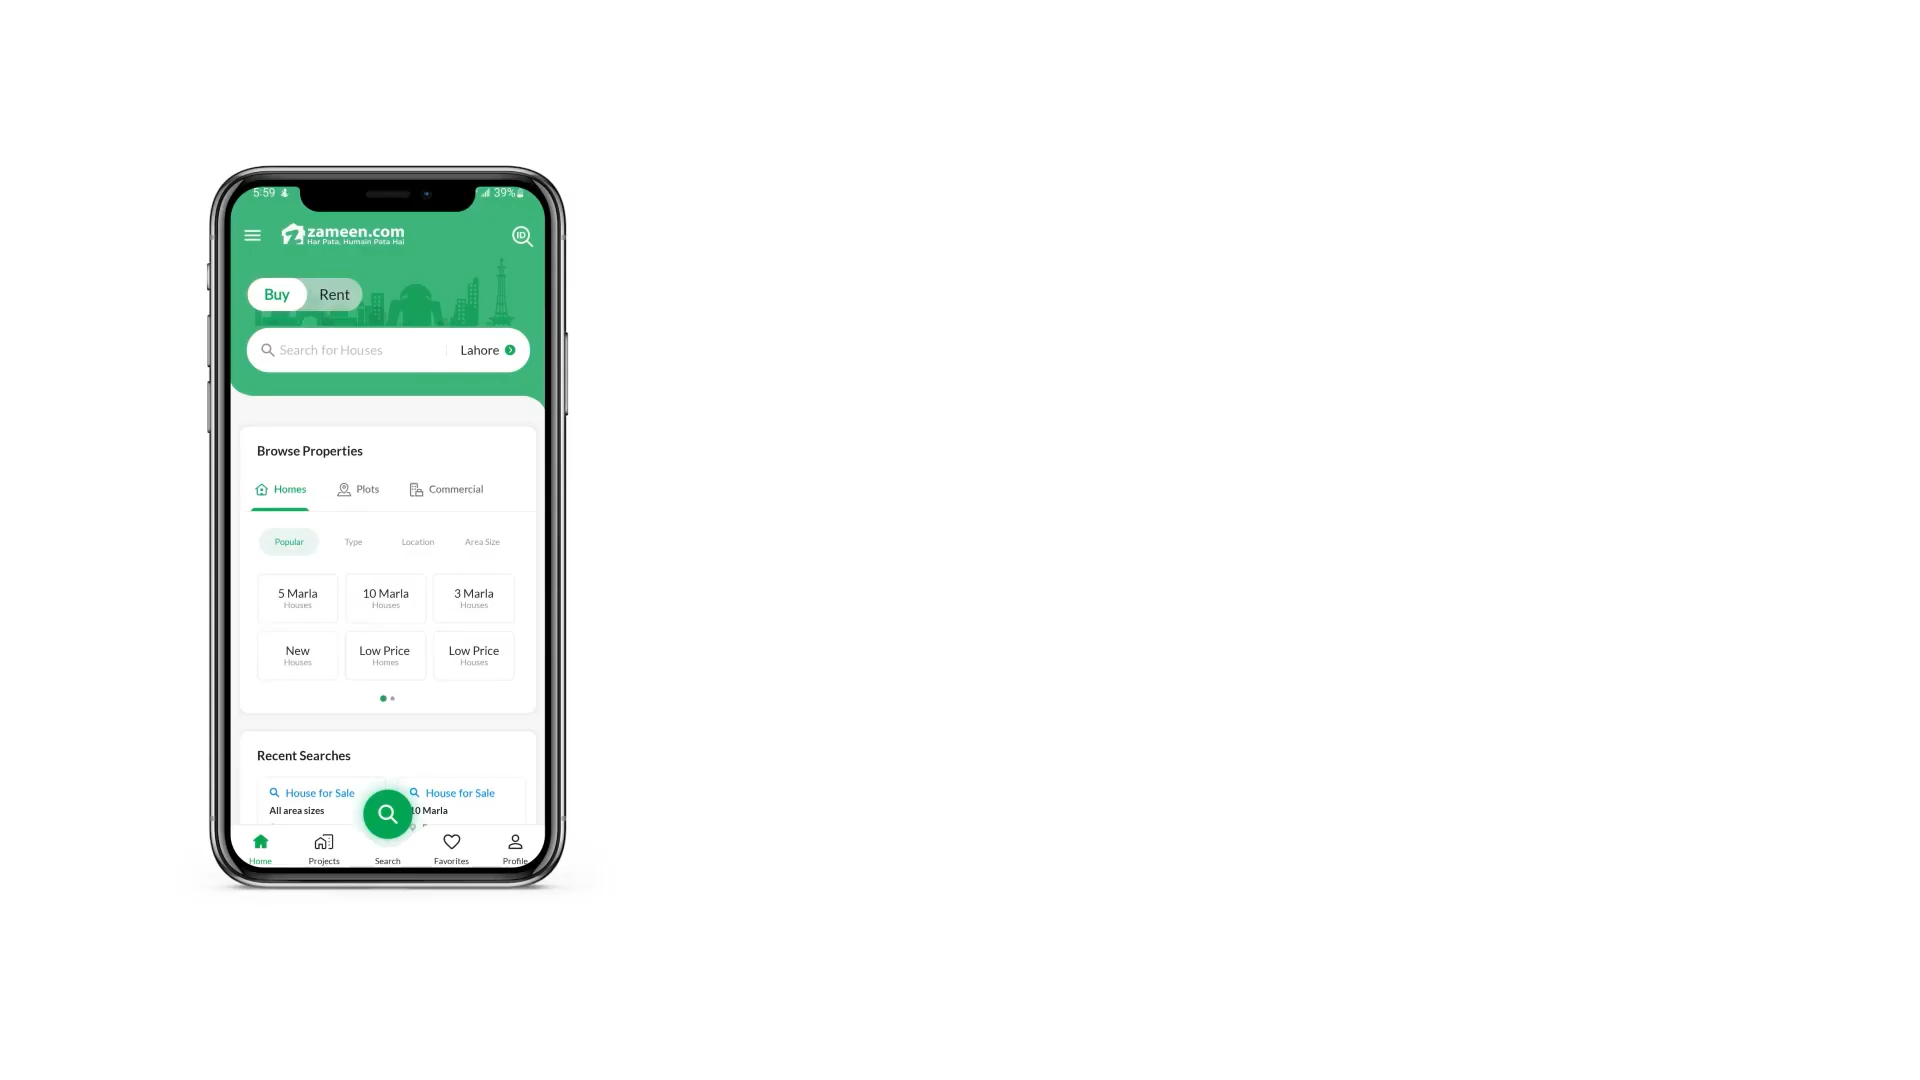 5:59
39%
zameen.com
Har Pata, Humain Pata Hai
ID
Buy Rent
Search for Houses Lahore
Browse Properties
Homes Plots Commercial
Popular Type Location Area Size
5 Marla 10 Marla 3 Marla
Houses Houses Houses
New Low Price Low Price
Houses Homes Houses
Recent Searches
House for Sale House for Sale
All area sizes 10 Marla
Home Projects Search Favorites Profile